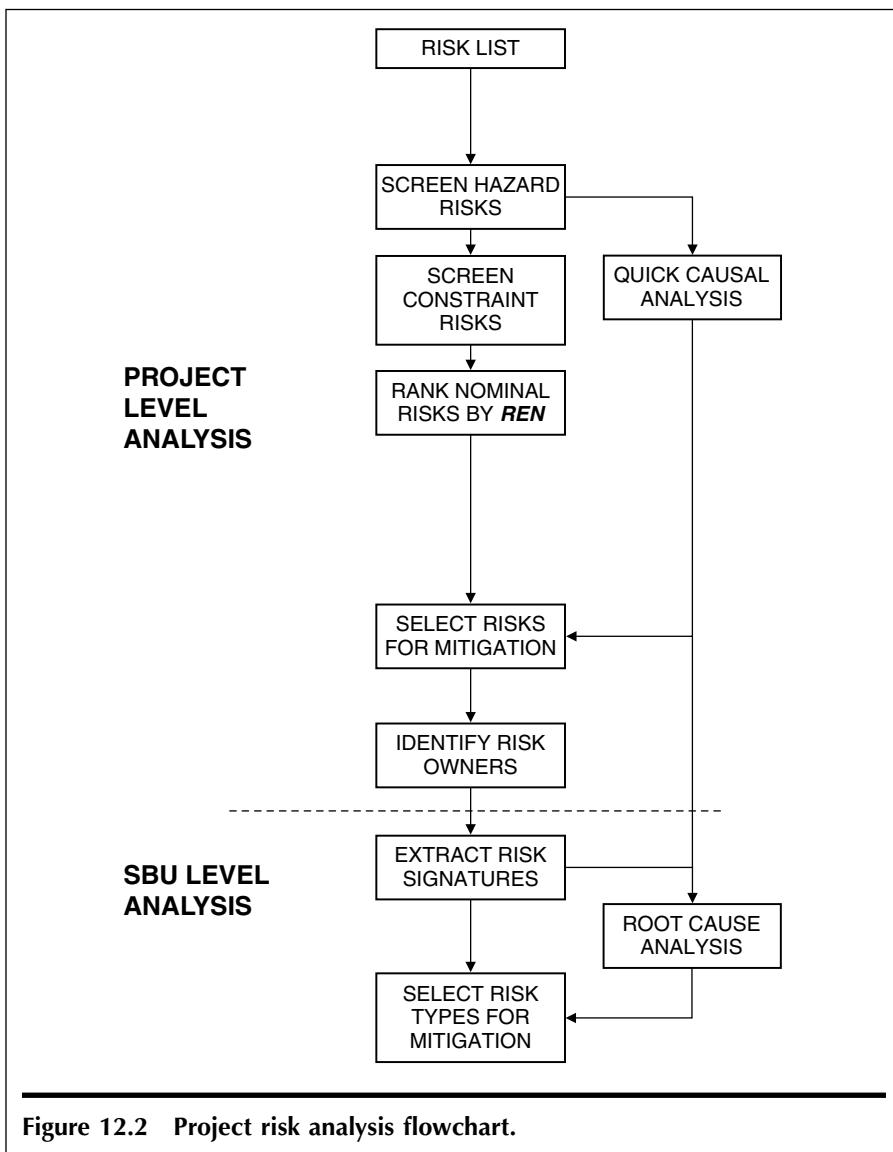 RISK LIST
SCREEN HAZARD
RISKS
SCREEN
CONSTRAINT
RISKS
QUICK CAUSAL
ANALYSIS
PROJECT
LEVEL
ANALYSIS
RANK NOMINAL
RISKS BY REN
SELECT RISKS
FOR MITIGATION
IDENTIFY RISK
OWNERS
SBU LEVEL
ANALYSIS
EXTRACT RISK
SIGNATURES
ROOT CAUSE
ANALYSIS
SELECT RISK
TYPES FOR
MITIGATION
Figure 12.2 Project risk analysis flowchart.